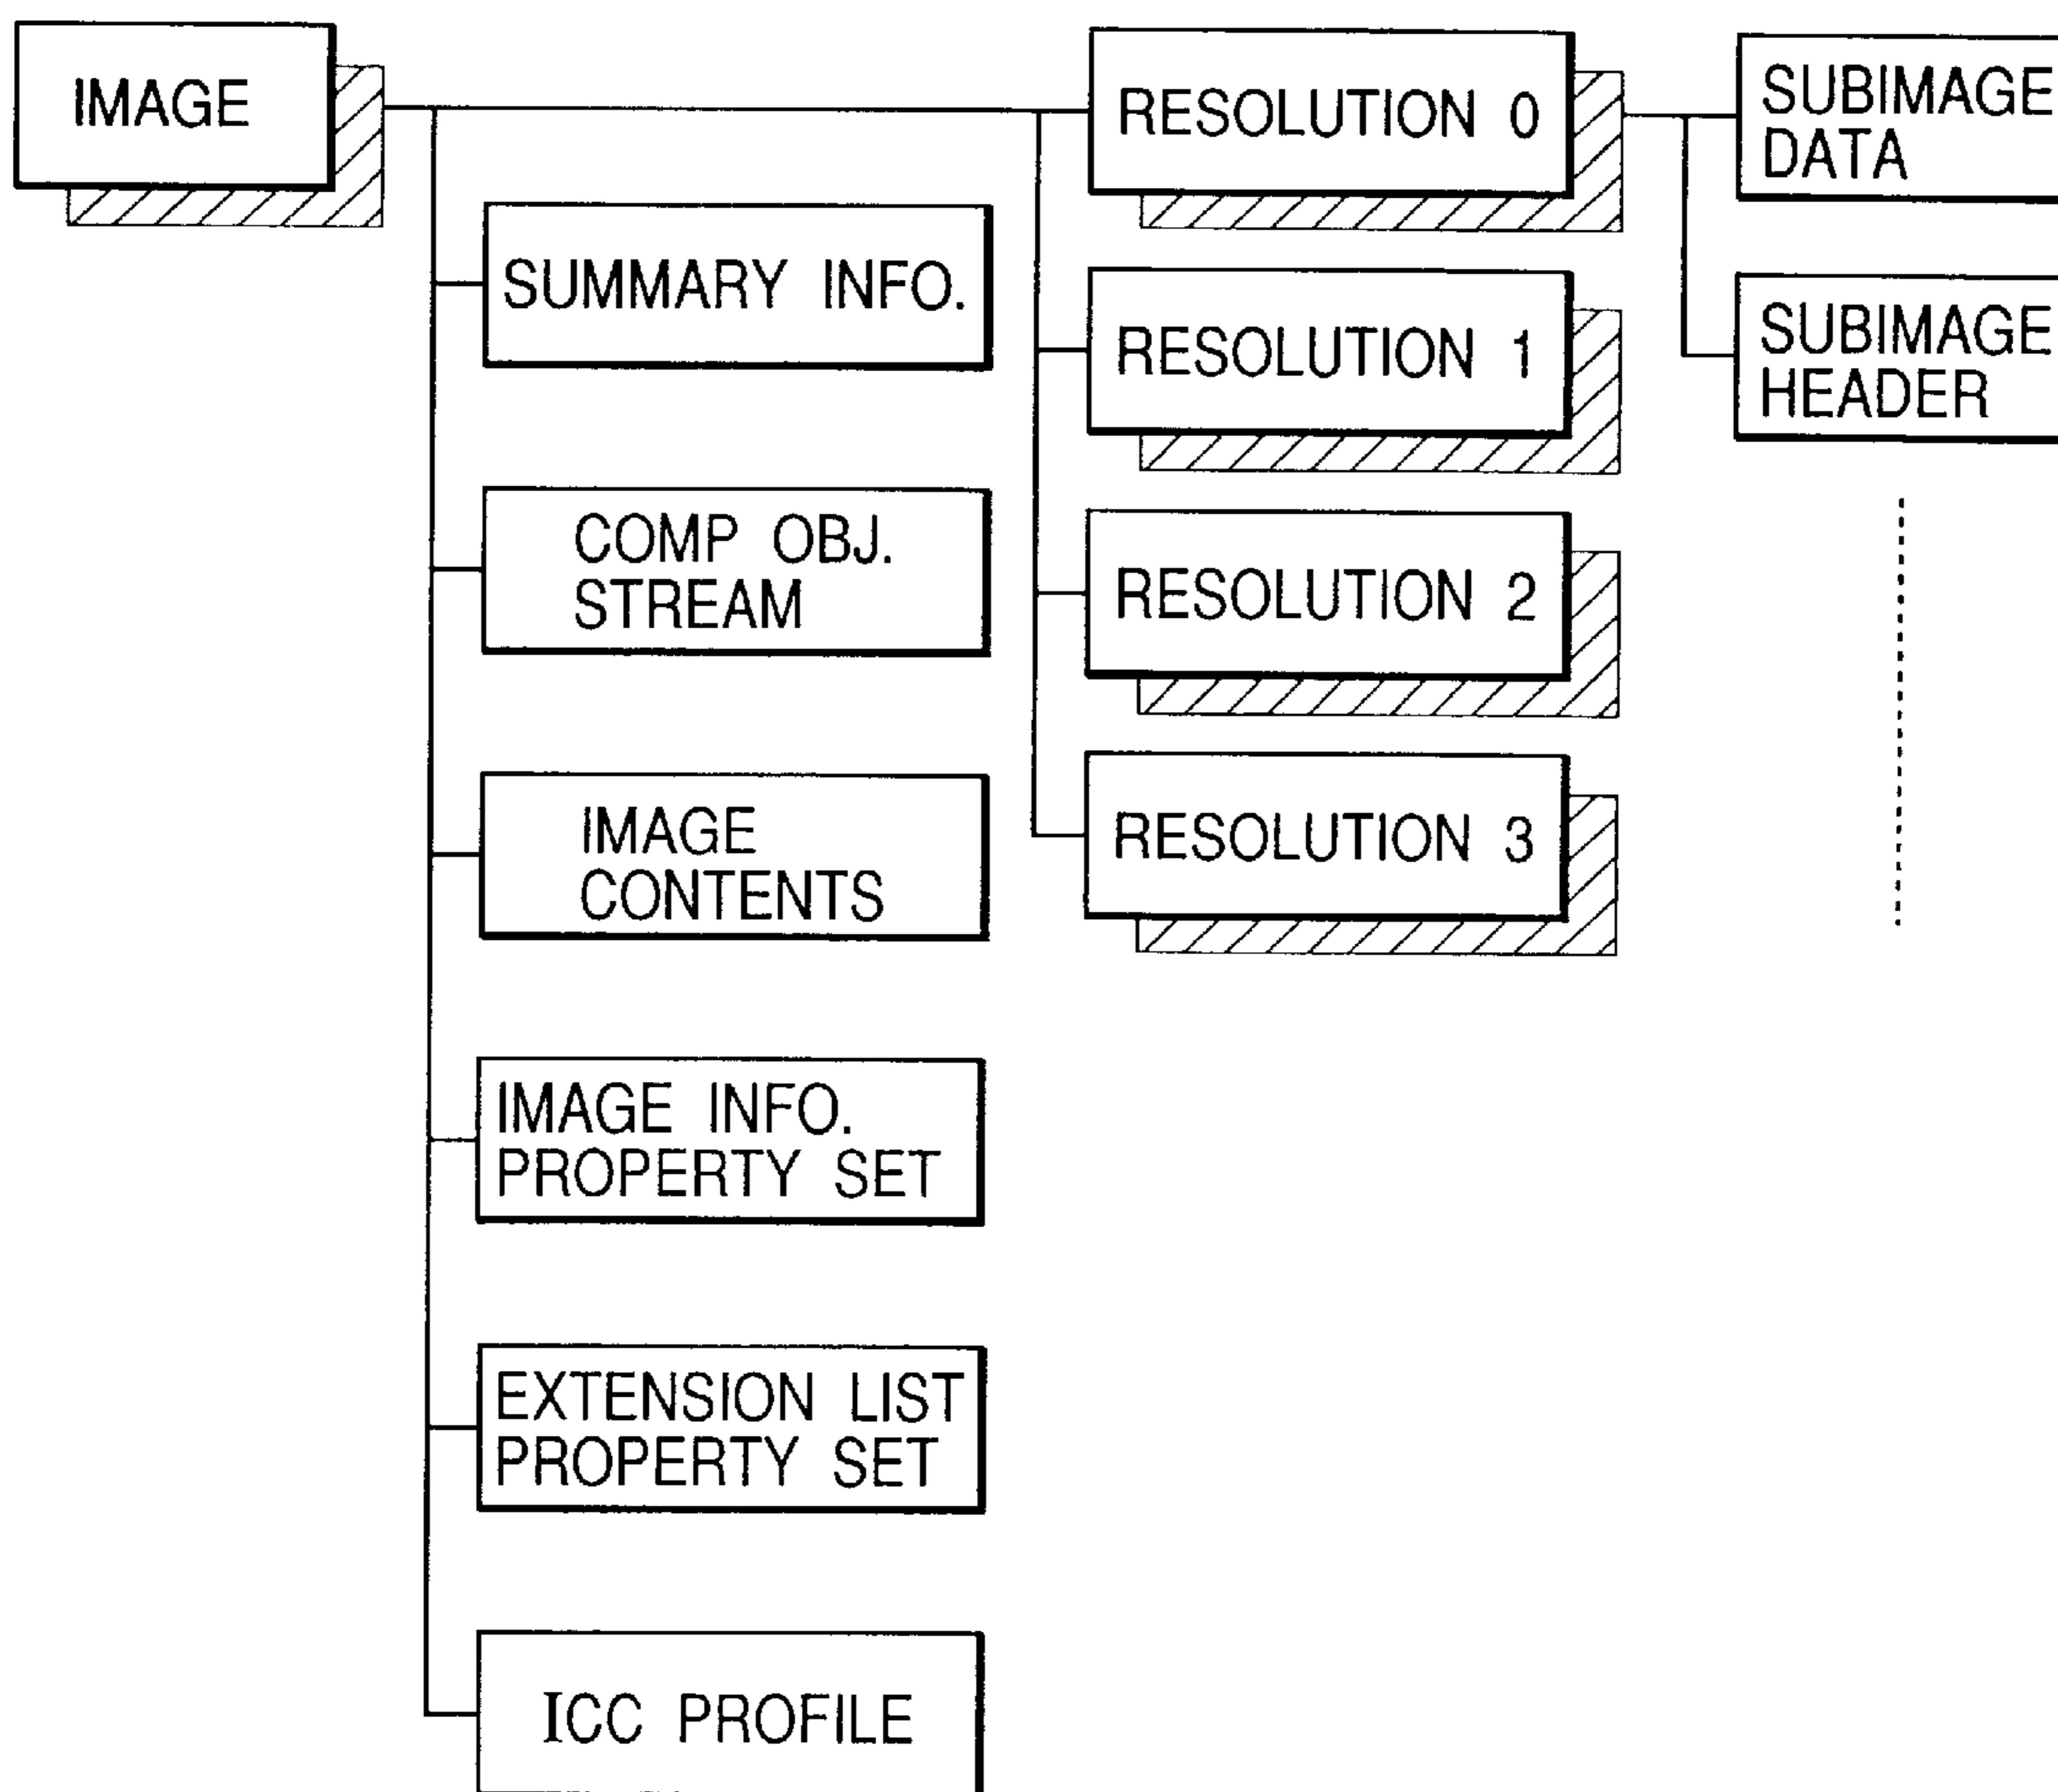 IMAGE
SUMMARY INFO.
COMP OBJ.
STREAM
IMAGE
CONTENTS
IMAGE INFO.
PROPERTY SET
EXTENSION LIST
PROPERTY SET
ICC PROFILE
RESOLUTION 0
RESOLUTION 1
RESOLUTION 2
RESOLUTION 3
SUBIMAGE
DATA
SUBIMAGE
HEADER